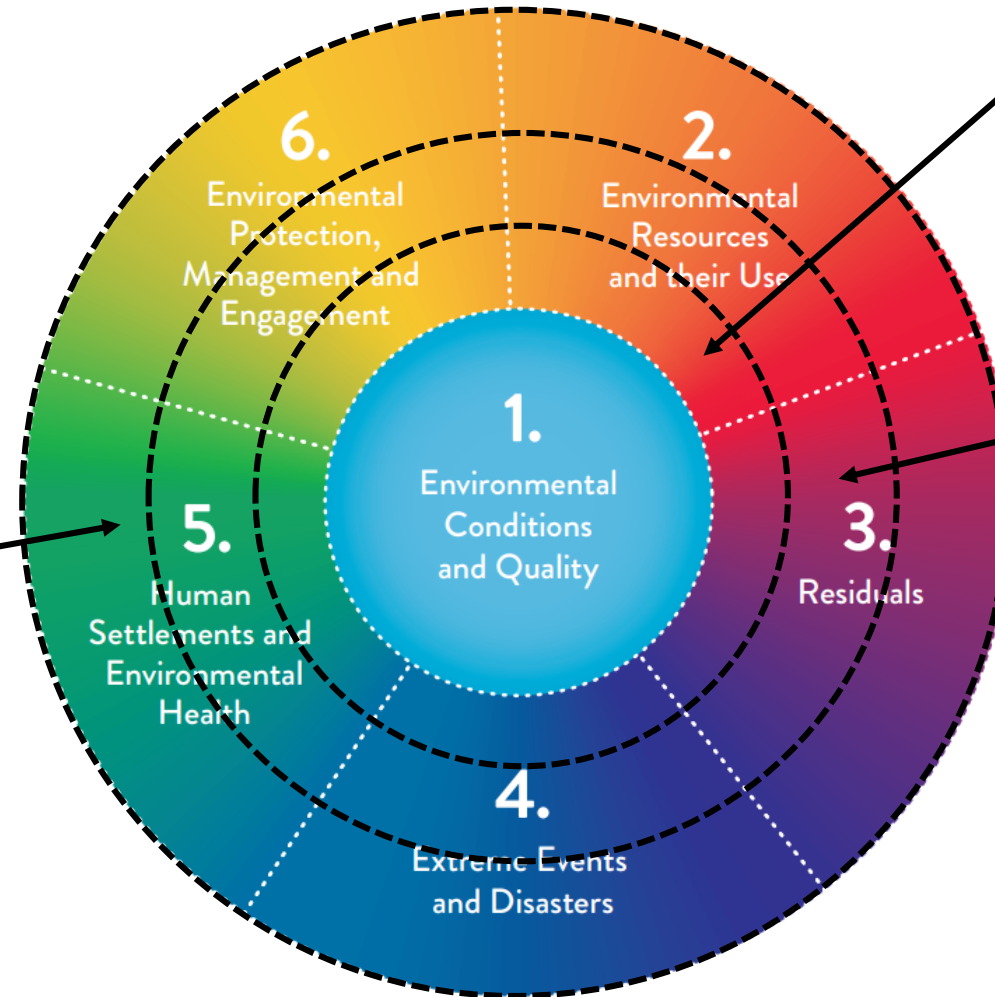 6.
Environmental
Protection,
Management and
Engagement
2.
Environmental
Resources
and their Use
1.
Environmental
Conditions
and Quality
3.
Residuals
5.
Human
Settlements and
Environmental
Health
4.
Extreme Events
and Disasters